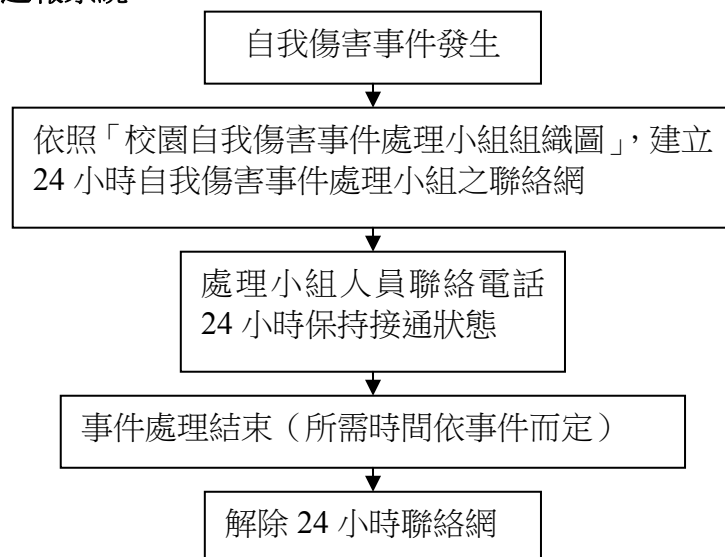 自我傷害事件發生
依照「校園自我傷害事件處理小組組織圖」，建立
24 小時自我傷害事件處理小組之聯絡網
處理小組人員聯絡電話
24 小時保持接通狀態
事件處理結束（所需時間依事件而定）
解除 24 小時聯絡網